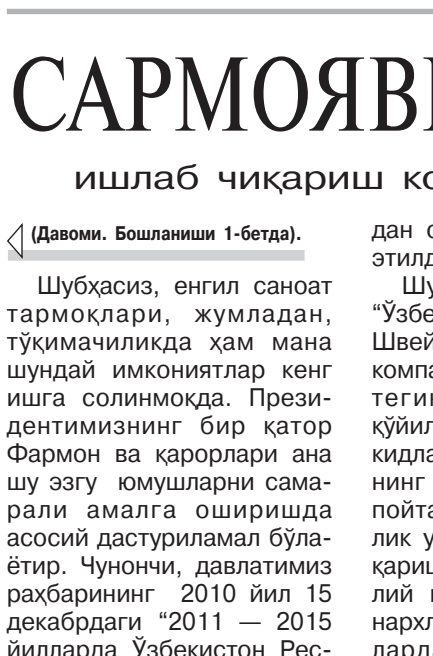 САРМОЯВ
ишлаб чиқариш
(Давоми. Бошланиши 1-бетда).
Шубҳасиз, енгил саноат
тармоқлари, жумладан,
тўқимачиликда ҳам мана
шундай имкониятлар кенг
ишга солинмоқда. Прези-
дентимизнинг бир қатор
Фармон ва қарорлари ана
шу эзгу юмушларни сама-
рали амалга оширишда
асосий дастуриламал бўла-
ётир. Чунончи, давлатимиз
раҳбарининг 2010 йил 15
декабрдаги “2011 — 2015
йилларда Ўзбекистон Рес-
дан
этилд
Шу
“Ўзбе
Швей
компа
теги
қўйил
кидла
нинг
пойта
лик у
қариш
лий
нархл
лард